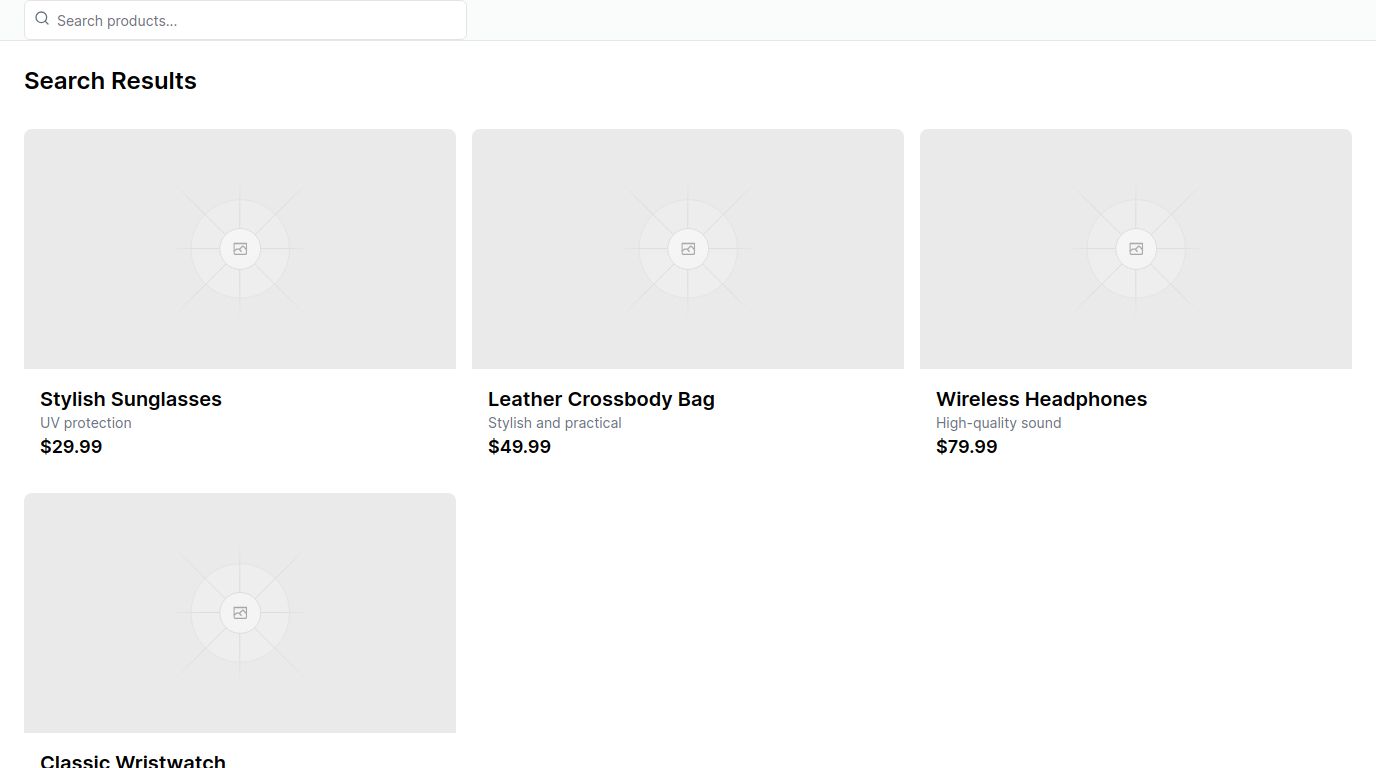 Search products...
Search Results
Stylish Sunglasses
UV protection
$29.99
Leather Crossbody Bag
Stylish and practical
$49.99
Wireless Headphones
High-quality sound
$79.99
Classic Wristwatch